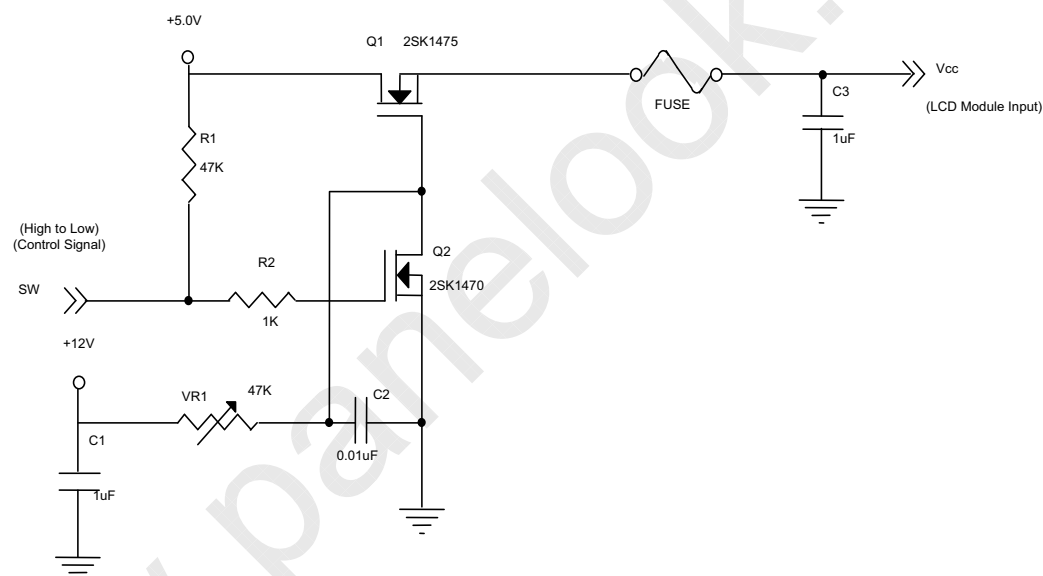 +5.0V
Q1 2SK1475
Vcc
C3
FUSE
(LCD Module Input)
R1
1uF
47K
(High to Low)
(Control Signal)
Q2
R2
SW
2SK1470
1K
+12V
VR1
47K
C2
C1
0.01uF
1uF
panelook.